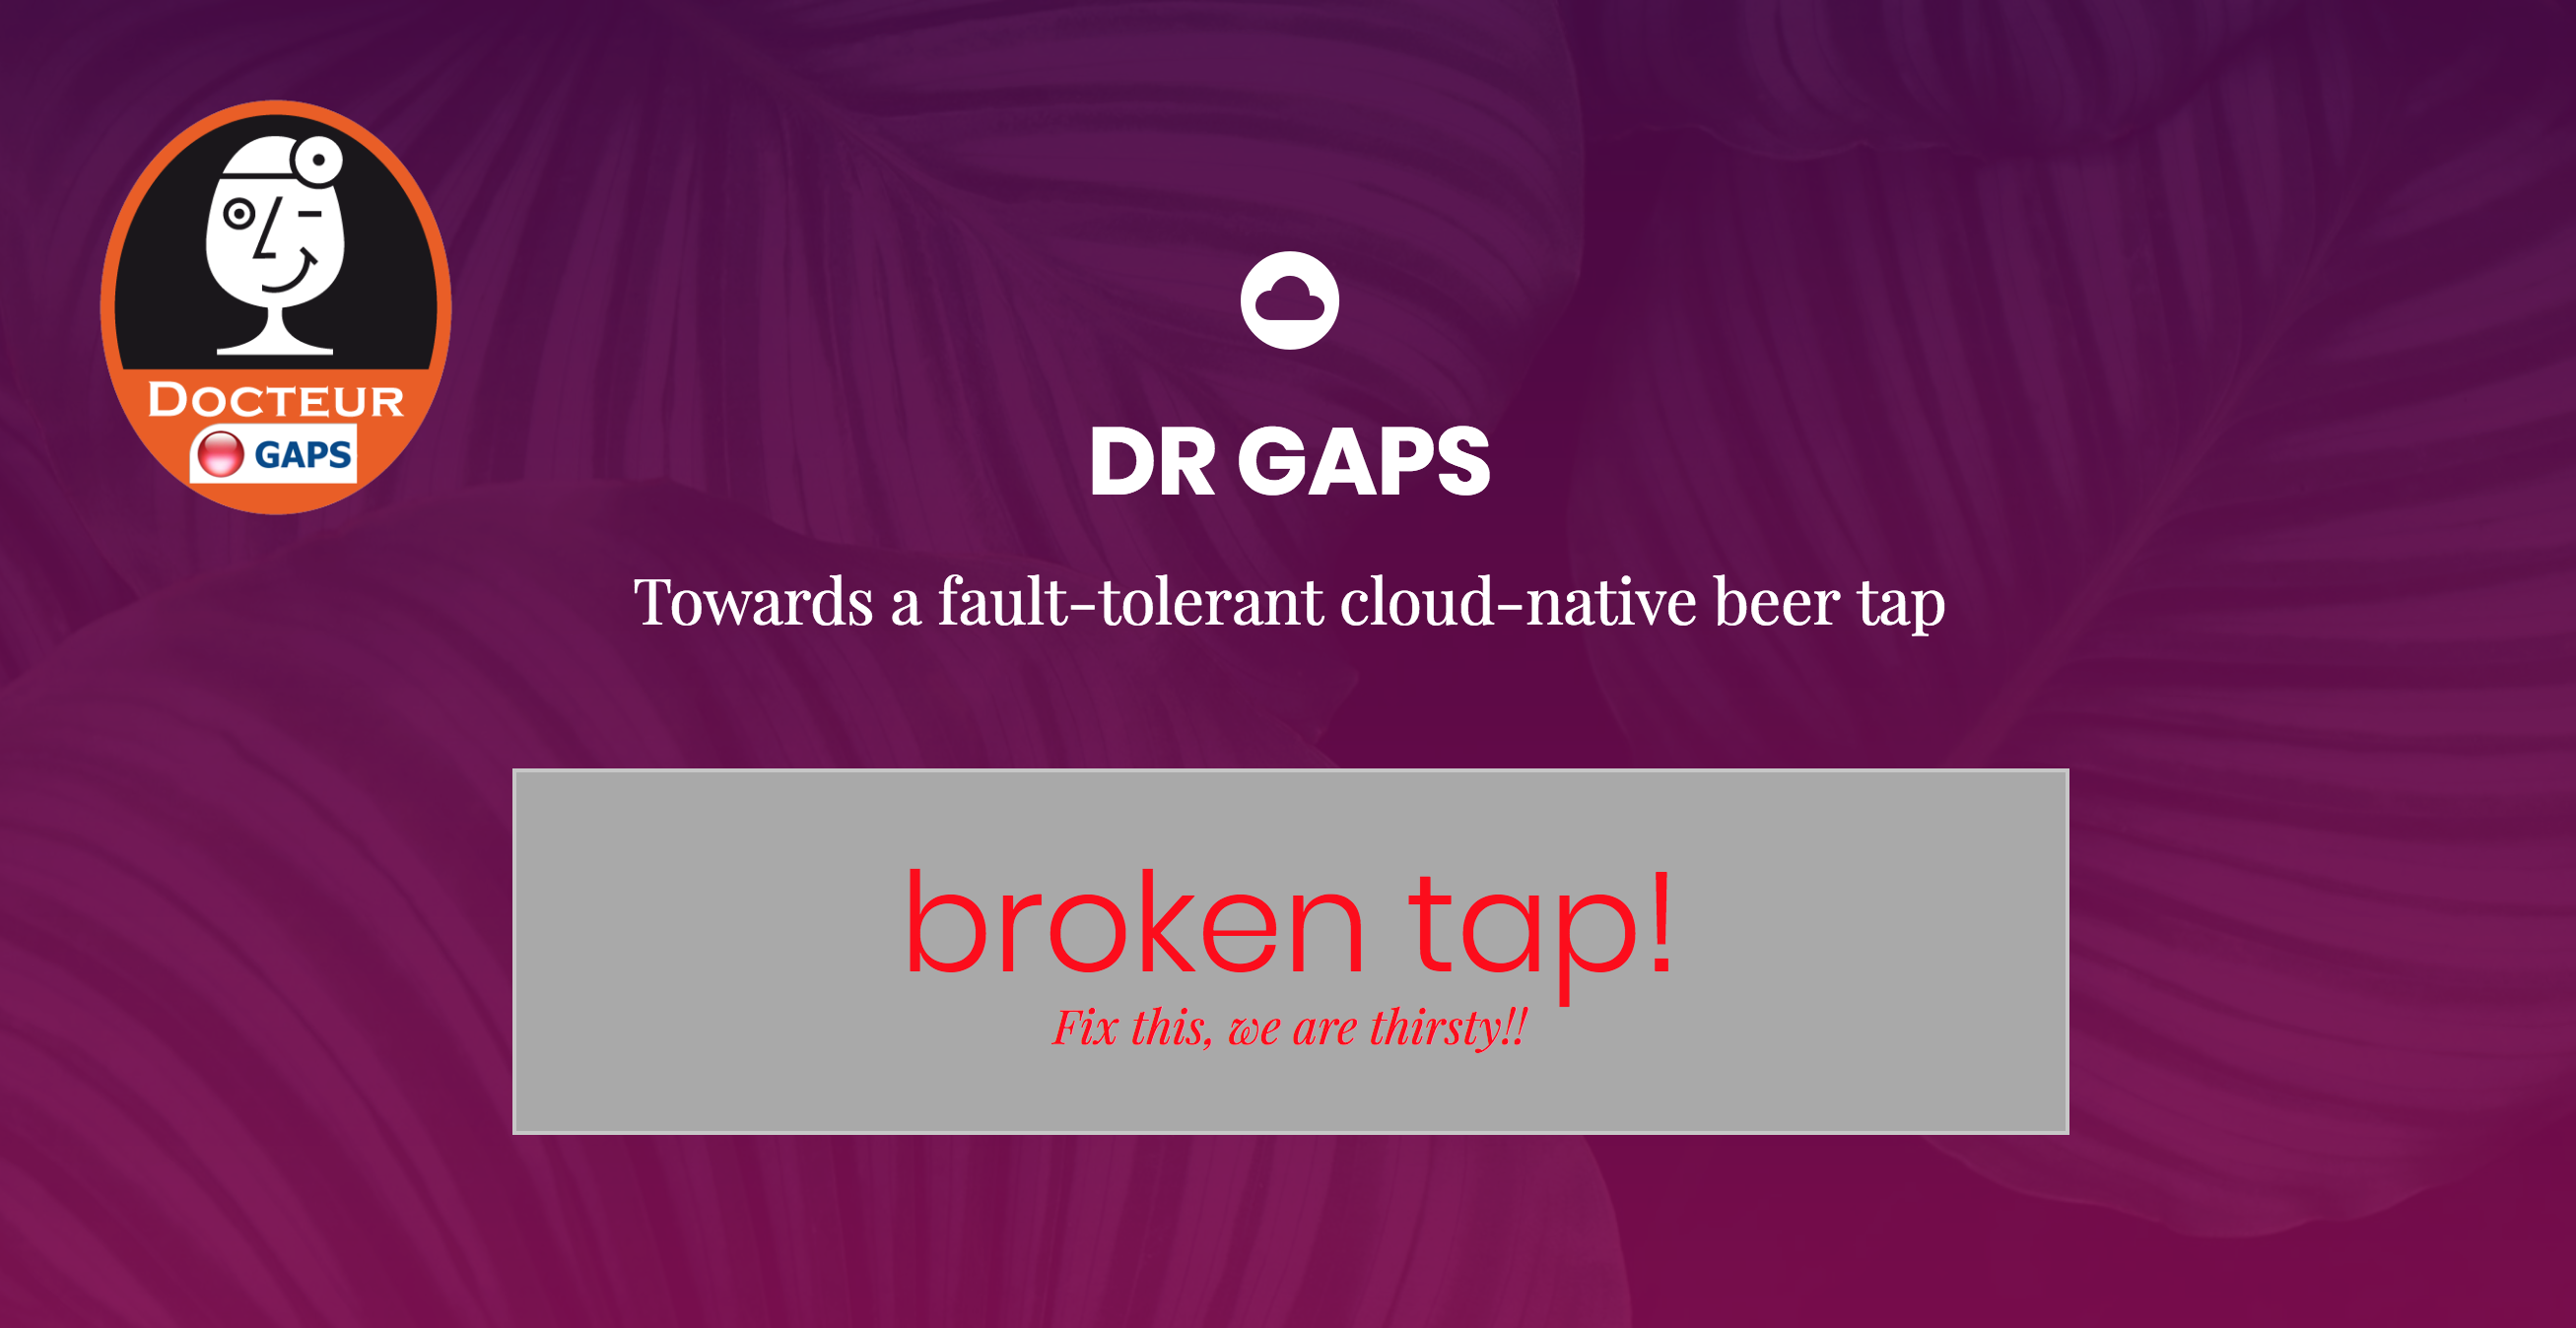 DOCTEUR
GAPS
DR GAPS
Towards a fault-tolerant cloud-native beer tap
broken tap!
Fix this, we are thirsty!!